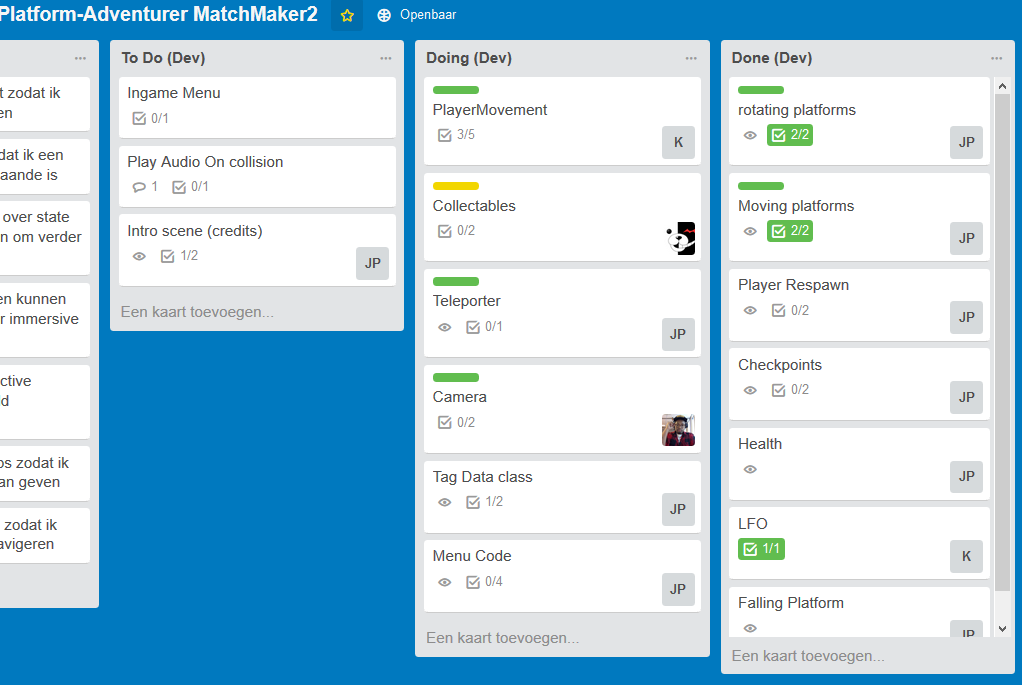 Platform-Adventurer MatchMaker2
Openbaar
t zodat ik
en
dat ik een
aande is
over state
n om verder
en kunnen
r immersive
ctive
d
os zodat ik
an geven
zodat ik
avigeren
To Do (Dev)
Ingame Menu
0/1
Play Audio On collision
1 0/1
Intro scene (credits)
1/2
JP
Een kaart toevoegen...
Doing (Dev)
PlayerMovement
3/5
K
Collectables
0/2
Teleporter
0/1
JP
Camera
0/2
Tag Data class
1/2
JP
Menu Code
0/4
JP
Een kaart toevoegen...
Done (Dev)
rotating platforms
2/2
JP
Moving platforms
2/2
JP
Player Respawn
0/2
JP
Checkpoints
0/2
JP
Health
JP
LFO
1/1
K
Falling Platform
JP
Een kaart toevoegen...